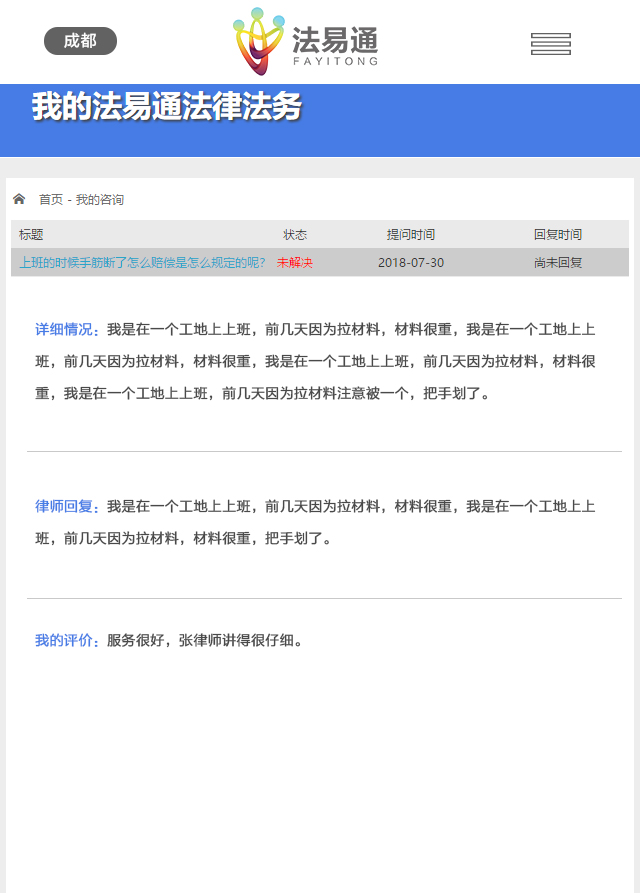 成都
法易通
FAYITONG
我的法易通法律法务
首页 - 我的咨询
标题 状态 提问时间 回复时间
上班的时候手筋断了怎么赔偿是怎么规定的呢? 未解决 2018-07-30 尚未回复
详细情况：我是在一个工地上上班，前几天因为拉材料，材料很重，我是在一个工地上上
班，前几天因为拉材料，材料很重，我是在一个工地上上班，前几天因为拉材料，材料很
重，我是在一个工地上上班，前几天因为拉材料注意被一个，把手划了。
律师回复：我是在一个工地上上班，前几天因为拉材料，材料很重，我是在一个工地上上
班，前几天因为拉材料，材料很重，把手划了。
我的评价：服务很好，张律师讲得很仔细。